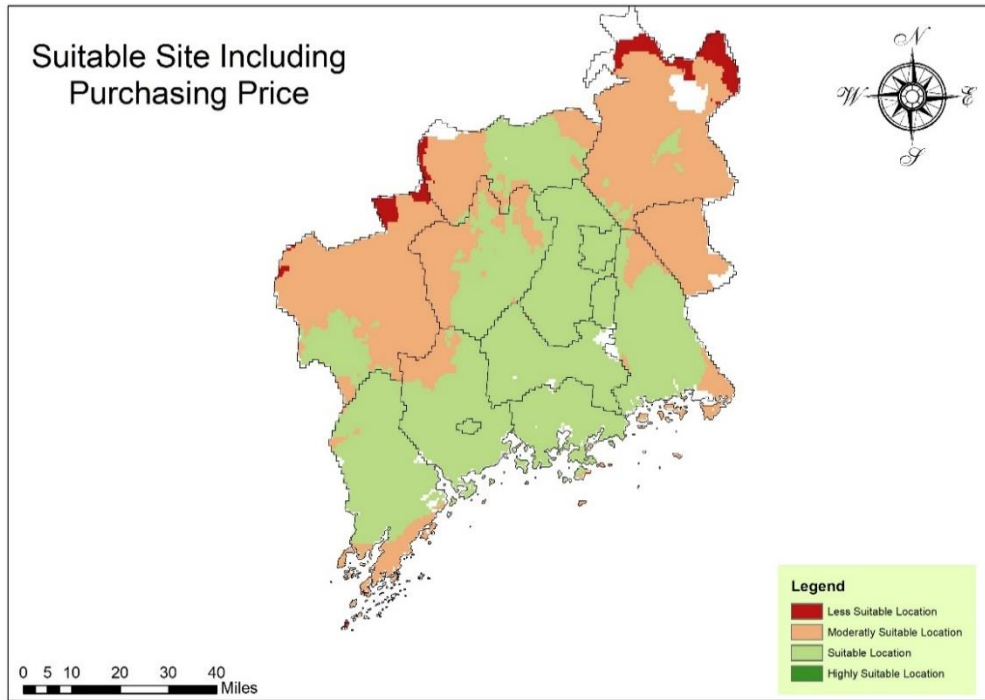 Suitable Site Including
Purchasing Price
N
W
E
S
Legend
Less Suitable Location
Moderatly Suitable Location
Suitable Location
Highly Suitable Location
0 5 10 20 30 40
Miles